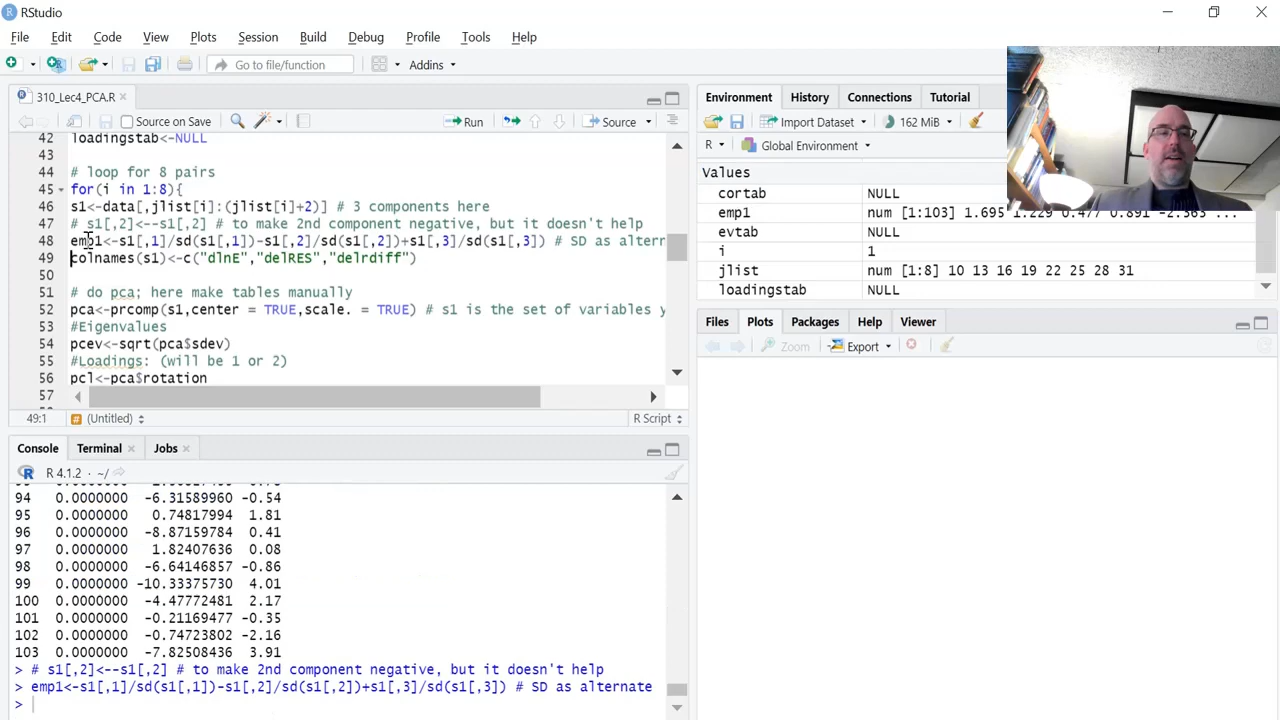 RStudio
File Edit Code View Plots Session Build Debug Profile Tools Help
Go to file/function Addins
310_Lec4_PCA.R
Source on Save Run Source
42 loadingstab<-NULL
43
44 # loop for 8 pairs
45 for(i in 1:8){
46 s1<-data[,jlist[i]:(jlist[i]+2)] # 3 components here
47 # s1[,2]<--s1[,2] # to make 2nd component negative, but it doesn't help
48 emp1<-s1[,1]/sd(s1[,1])-s1[,2]/sd(s1[,2])+s1[,3]/sd(s1[,3]) # SD as altern
49 colnames(s1)<-c("dlnE","delRES","delrdiff")
50
51 # do pca; here make tables manually
52 pca<-prcomp(s1,center = TRUE,scale. = TRUE) # s1 is the set of variables y
53 #Eigenvalues
54 pcev<-sqrt(pca$sdev)
55 #Loadings: (will be 1 or 2)
56 pcl<-pca$rotation
57
49:1 (Untitled) R Script
Console Terminal Jobs
R 4.1.2 · ~/
94 0.0000000 -6.31589960 -0.54
95 0.0000000 0.74817994 1.81
96 0.0000000 -8.87159784 0.41
97 0.0000000 1.82407636 0.08
98 0.0000000 -6.64146857 -0.86
99 0.0000000 -10.33375730 4.01
100 0.0000000 -4.47772481 2.17
101 0.0000000 -0.21169477 -0.35
102 0.0000000 -0.74723802 -2.16
103 0.0000000 -7.82508436 3.91
> # s1[,2]<--s1[,2] # to make 2nd component negative, but it doesn't help
> emp1<-s1[,1]/sd(s1[,1])-s1[,2]/sd(s1[,2])+s1[,3]/sd(s1[,3]) # SD as alternate
>
Environment History Connections Tutorial
Import Dataset 162 MiB
R Global Environment
Values
cortab NULL
emp1 num [1:103] 1.695 1.229 0.477 0.891 -2.363 ...
evtab NULL
i 1
jlist num [1:8] 10 13 16 19 22 25 28 31
loadingstab NULL
Files Plots Packages Help Viewer
Zoom Export